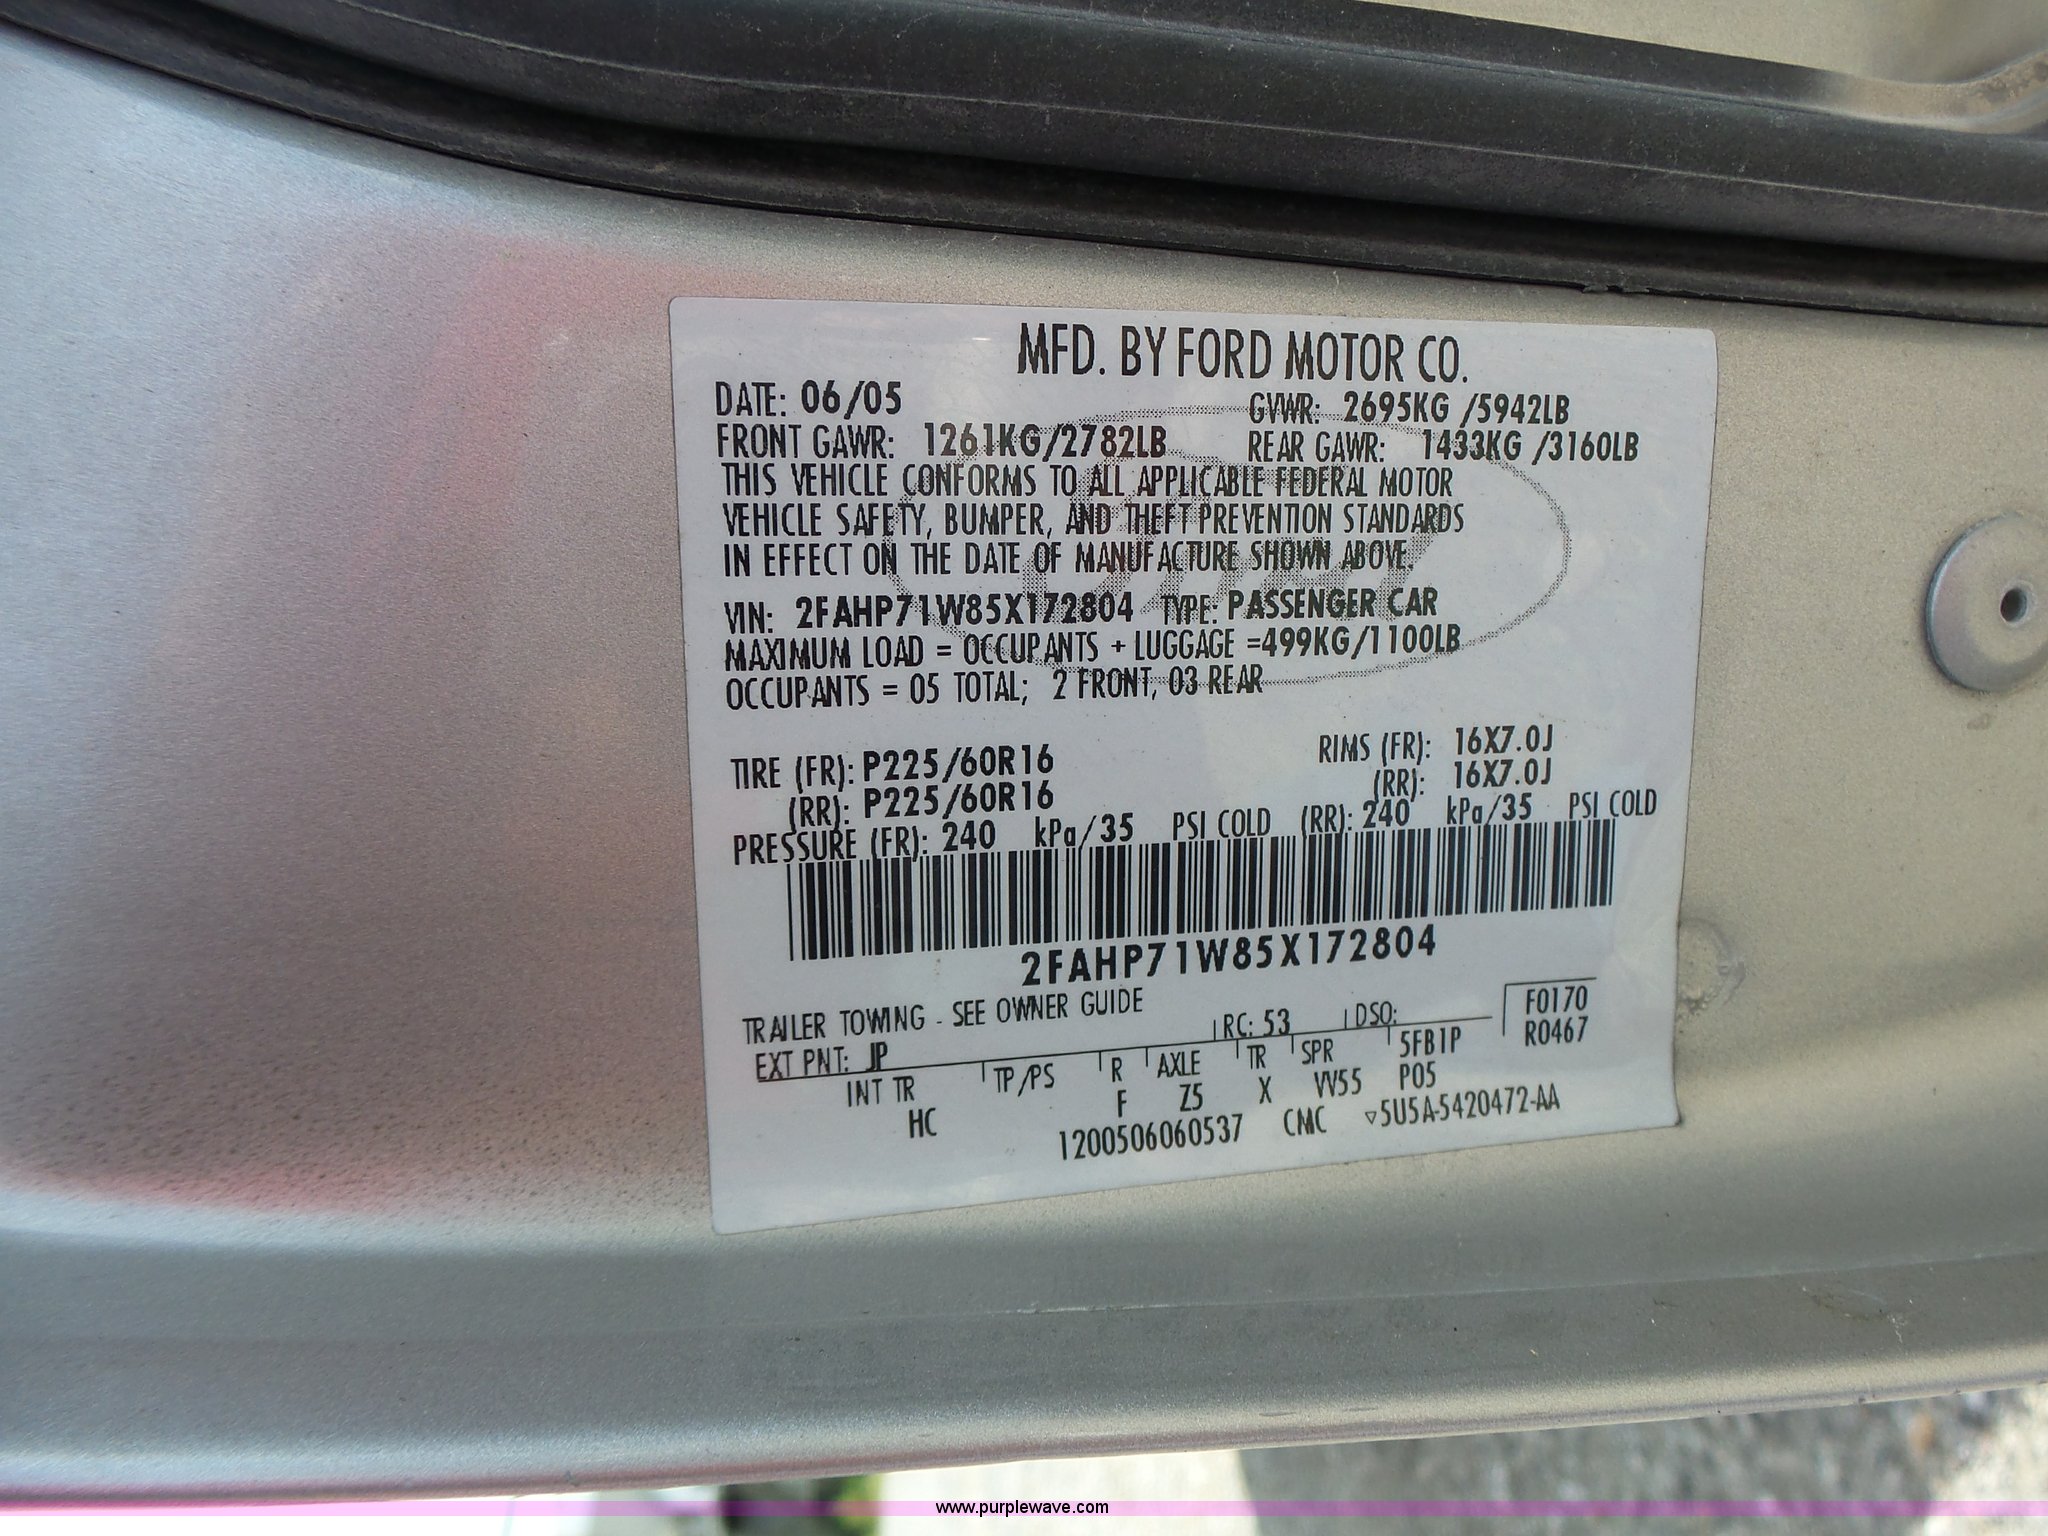 MFD. BY FORD MOTOR CO.
DATE: 06/05 GVWR: 2695KG /5942LB
FRONT GAWR: 1261KG/2782LB REAR GAWR: 1433KG /3160LB
THIS VEHICLE CONFORMS TO ALL APPLICABLE FEDERAL MOTOR
VEHICLE SAFETY, BUMPER, AND THEFT PREVENTION STANDARDS
IN EFFECT ON THE DATE OF MANUFACTURE SHOWN ABOVE.
VIN: 2FAHP71W85X172804 TYPE: PASSENGER CAR
MAXIMUM LOAD = OCCUPANTS + LUGGAGE =499KG/1100LB
OCCUPANTS = 05 TOTAL; 2 FRONT, 03 REAR
TIRE (FR): P225/60R16 RIMS (FR): 16X7.0J
(RR): P225/60R16 (RR): 16X7.0J
PRESSURE (FR): 240 kPa/35 PSI COLD (RR): 240 kPa/35 PSI COLD
2FAHP71W85X172804
TRAILER TOWING - SEE OWNER GUIDE
F0170
EXT PNT: JP RC: 53 DSO: R0467
INT TR TP/PS R AXLE TR SPR 5FB1P
HC F Z5 X VV55 P05
1200506060537 CMC ▽5U5A-5420472-AA
Ford
www.purplewave.com